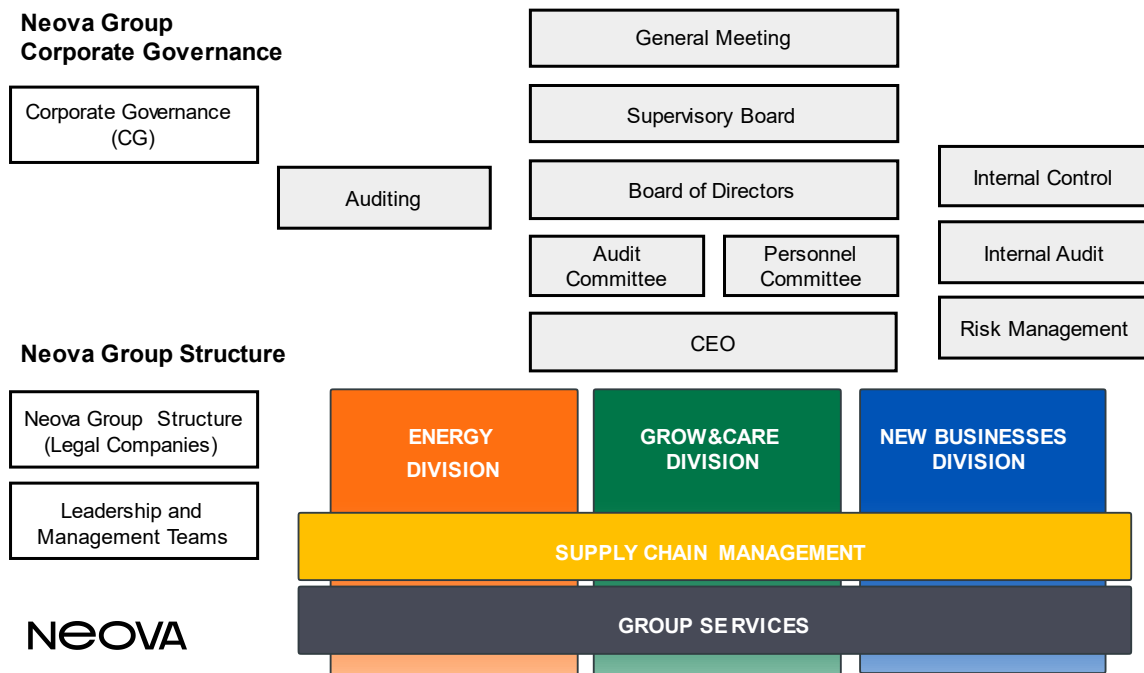 Neova Group
Corporate Governance
General Meeting
Corporate Governance
(CG)
Supervisory Board
Auditing
Board of Directors
Internal Control
Audit
Committee
Personnel
Committee
Internal Audit
Risk Management
CEO
Neova Group Structure
Neova Group Structure
(Legal Companies)
ENERGY
DIVISION
GROW&CARE
DIVISION
NEW BUSINESSES
DIVISION
Leadership and
Management Teams
SUPPLY CHAIN MANAGEMENT
GROUP SERVICES
NEOVA